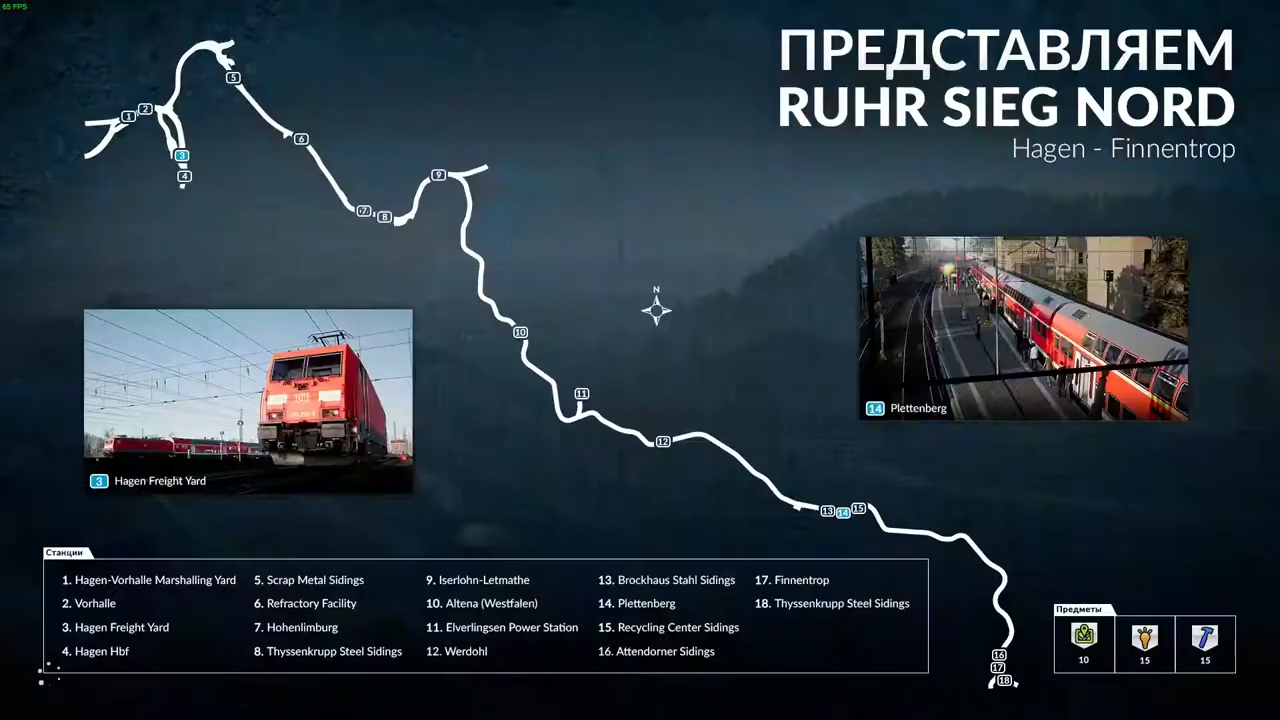 65 FPS
ПРЕДСТАВЛЯЕМ
RUHR SIEG NORD
Hagen - Finnentrop
1
2
3
4
5
6
7
8
9
N
10
11
12
13
14
15
16
17
18
3 Hagen Freight Yard
14 Plettenberg
Станции
1. Hagen-Vorhalle Marshalling Yard
2. Vorhalle
3. Hagen Freight Yard
4. Hagen Hbf
5. Scrap Metal Sidings
6. Refractory Facility
7. Hohenlimburg
8. Thyssenkrupp Steel Sidings
9. Iserlohn-Letmathe
10. Altena (Westfalen)
11. Elverlingsen Power Station
12. Werdohl
13. Brockhaus Stahl Sidings
14. Plettenberg
15. Recycling Center Sidings
16. Attendorner Sidings
17. Finnentrop
18. Thyssenkrupp Steel Sidings
Предметы
10
15
15